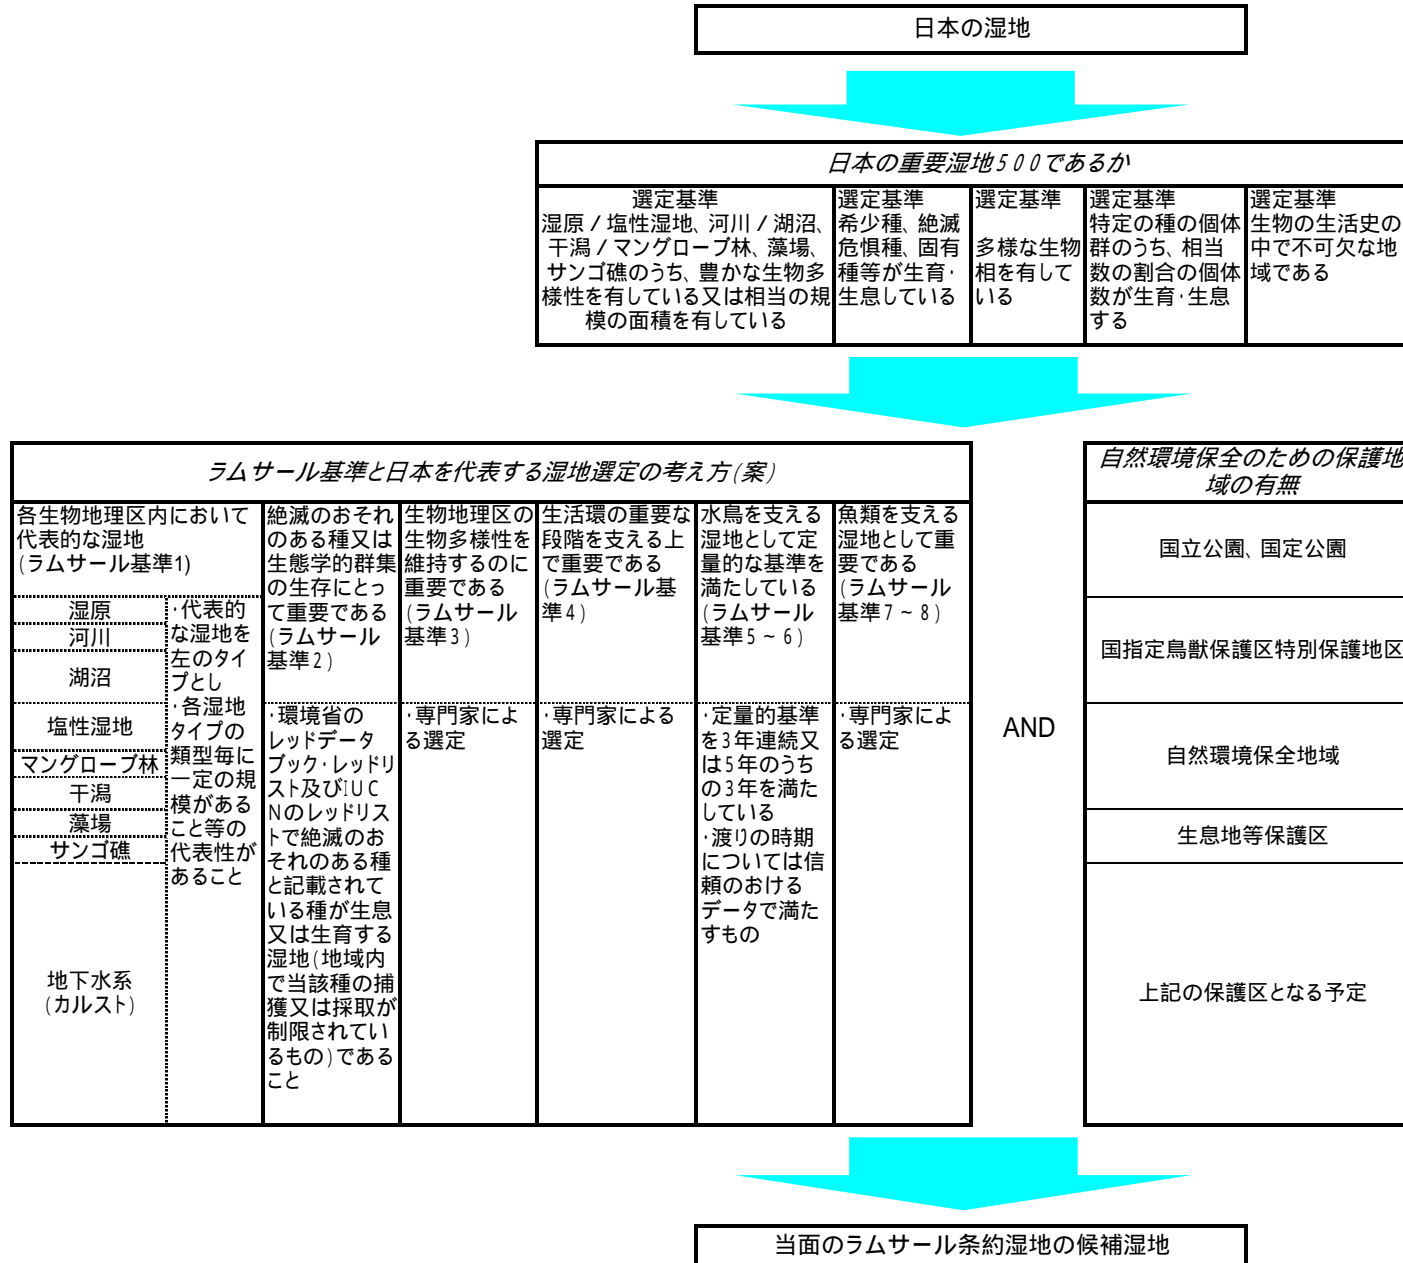 日本の湿地
日本の重要湿地500であるか
選定基準
湿原/塩性湿地、河川/湖沼、
干潟/マングローブ林、藻場、
サンゴ礁のうち、豊かな生物多
様性を有している又は相当の規
模の面積を有している
選定基準
希少種、絶滅
危惧種、固有
種等が生育・
生息している
選定基準
多様な生物
相を有して
いる
選定基準
特定の種の個体
群のうち、相当
数の割合の個体
数が生育・生息
する
選定基準
生物の生活史の
中で不可欠な地
域である
ラムサール基準と日本を代表する湿地選定の考え方(案)
各生物地理区内において
代表的な湿地
(ラムサール基準1)
湿原
河川
湖沼
塩性湿地
マングローブ林
干潟
藻場
サンゴ礁
地下水系
(カルスト)
・代表的
な湿地を
左のタイ
プとし
・各湿地
タイプの
類型毎に
一定の規
模がある
こと等の
代表性が
あること
絶滅のおそれ
のある種又は
生態学的群集
の生存にとっ
て重要である
(ラムサール
基準2)
・環境省の
レッドデータ
ブック・レッドリ
スト及びIUC
Nのレッドリス
トで絶滅のお
それのある種
と記載されて
いる種が生息
又は生育する
湿地(地域内
で当該種の捕
獲又は採取が
制限されてい
るもの)である
こと
生物地理区の
生物多様性を
維持するのに
重要である
(ラムサール
基準3)
・専門家によ
る選定
生活環の重要な
段階を支える上
で重要である
(ラムサール基
準4)
・専門家による
選定
水鳥を支える
湿地として定
量的な基準を
満たしている
(ラムサール
基準5~6)
・定量的基準
を3年連続又
は5年のうち
の3年を満た
している
・渡りの時期
については信
頼のおける
データで満た
すもの
魚類を支える
湿地として重
要である
(ラムサール
基準7~8)
・専門家によ
る選定
AND
自然環境保全のための保護地
域の有無
国立公園、国定公園
国指定鳥獣保護区特別保護地区
自然環境保全地域
生息地等保護区
上記の保護区となる予定
当面のラムサール条約湿地の候補湿地